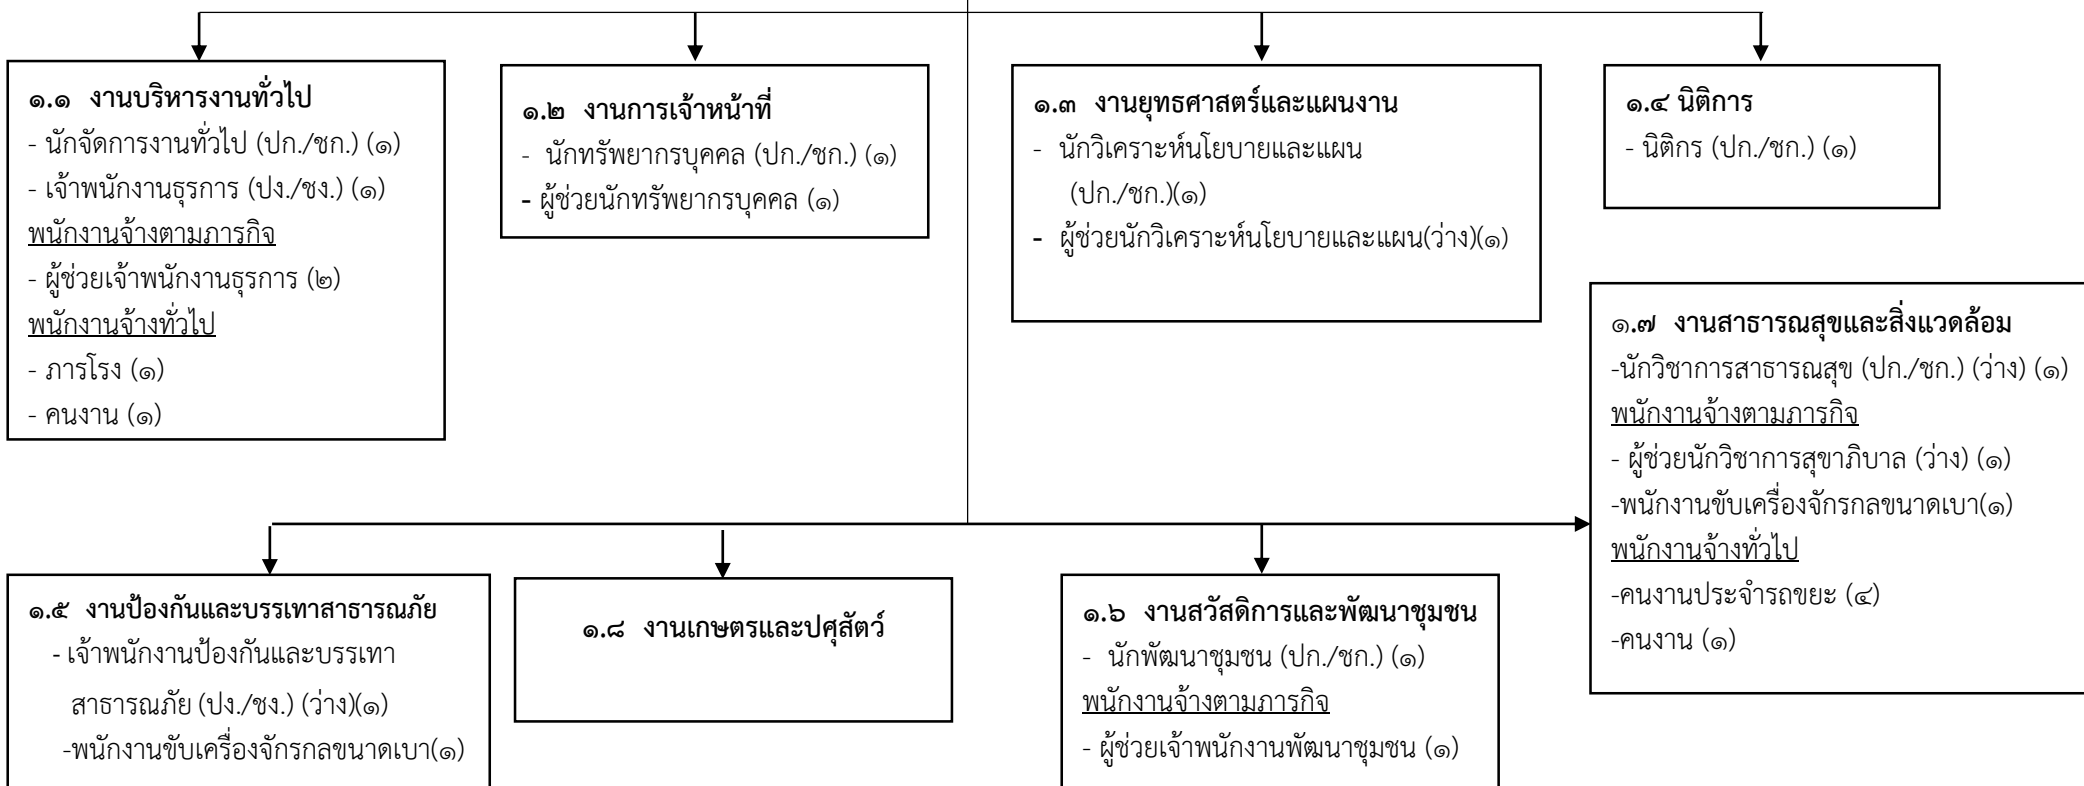 ๑.๑ งานบริหารงานทั่วไป
- นักจัดการงานทั่วไป (ปก./ชก.) (๑)
- เจ้าพนักงานธุรการ (ปง./ชง.) (๑)
พนักงานจ้างตามภารกิจ
- ผู้ช่วยเจ้าพนักงานธุรการ (๒)
พนักงานจ้างทั่วไป
- ภารโรง (๑)
- คนงาน (๑)
๑.๒ งานการเจ้าหน้าที่
- นักทรัพยากรบุคคล (ปก./ชก.) (๑)
- ผู้ช่วยนักทรัพยากรบุคคล (๑)
๑.๓ งานยุทธศาสตร์และแผนงาน
- นักวิเคราะห์นโยบายและแผน
(ปก./ชก.)(๑)
- ผู้ช่วยนักวิเคราะห์นโยบายและแผน(ว่าง)(๑)
๑.๔ นิติการ
- นิติกร (ปก./ชก.) (๑)
๑.๗ งานสาธารณสุขและสิ่งแวดล้อม
-นักวิชาการสาธารณสุข (ปก./ชก.) (ว่าง) (๑)
พนักงานจ้างตามภารกิจ
- ผู้ช่วยนักวิชาการสุขาภิบาล (ว่าง) (๑)
-พนักงานขับเครื่องจักรกลขนาดเบา(๑)
พนักงานจ้างทั่วไป
-คนงานประจำรถขยะ (๔)
-คนงาน (๑)
๑.๕ งานป้องกันและบรรเทาสาธารณภัย
- เจ้าพนักงานป้องกันและบรรเทา
สาธารณภัย (ปง./ชง.) (ว่าง)(๑)
-พนักงานขับเครื่องจักรกลขนาดเบา(๑)
๑.๘ งานเกษตรและปศุสัตว์
๑.๖ งานสวัสดิการและพัฒนาชุมชน
- นักพัฒนาชุมชน (ปก./ชก.) (๑)
พนักงานจ้างตามภารกิจ
- ผู้ช่วยเจ้าพนักงานพัฒนาชุมชน (๑)